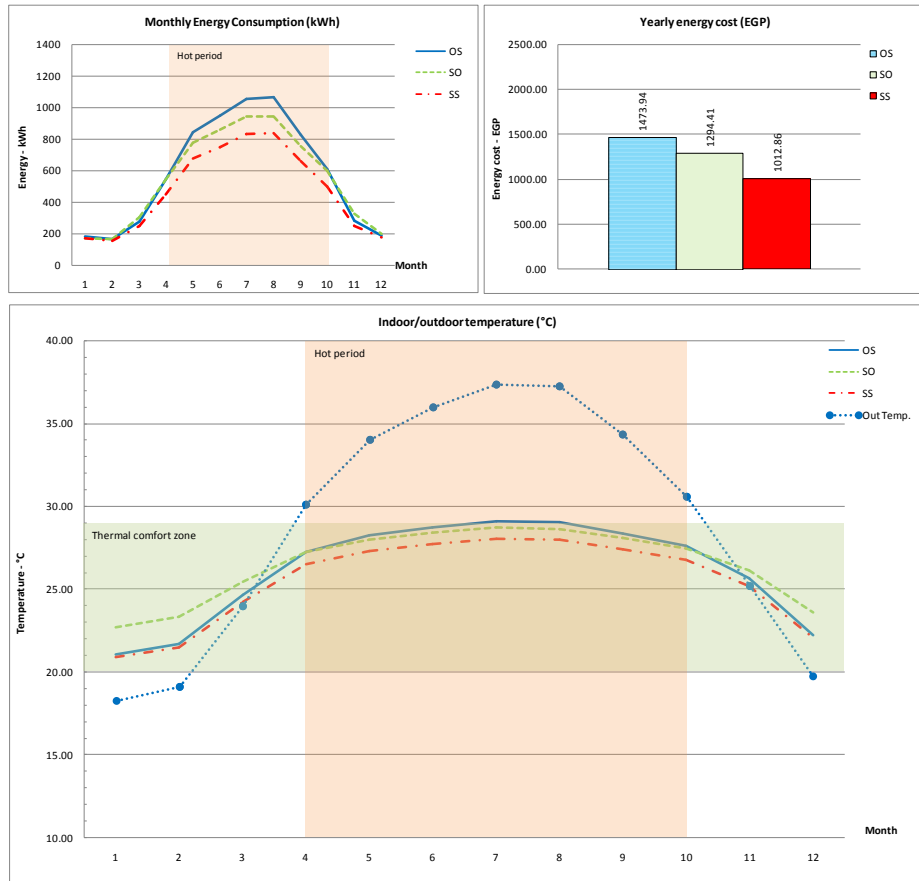 Monthly Energy Consumption (kWh)
Energy - kWh
1400
1200
1000
800
600
400
200
0
Hot period
OS
SO
SS
Month
1 2 3 4 5 6 7 8 9 10 11 12
Yearly energy cost (EGP)
Energy cost - EGP
2500.00
2000.00
1500.00
1000.00
500.00
0.00
1473.94
1294.41
1012.86
OS
SO
SS
Indoor/outdoor temperature (°C)
Temperature - °C
40.00
35.00
30.00
25.00
20.00
15.00
10.00
Hot period
Thermal comfort zone
OS
SO
SS
Out Temp.
Month
1 2 3 4 5 6 7 8 9 10 11 12